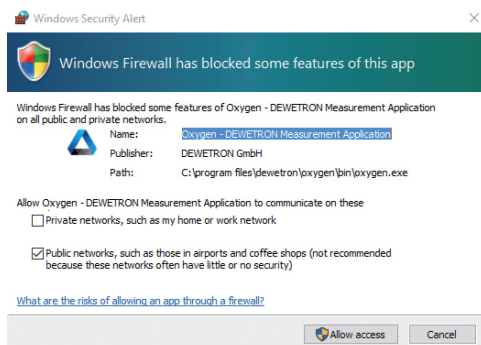 Windows Security Alert
Windows Firewall has blocked some features of this app
Windows Firewall has blocked some features of Oxygen - DEWETRON Measurement Application
on all public and private networks.
Name: Oxygen - DEWETRON Measurement Application
Publisher: DEWETRON GmbH
Path: C:\program files\dewetron\oxygen\bin\oxygen.exe
Allow Oxygen - DEWETRON Measurement Application to communicate on these
Private networks, such as my home or work network
Public networks, such as those in airports and coffee shops (not recommended
because these networks often have little or no security)
What are the risks of allowing an app through a firewall?
Allow access Cancel